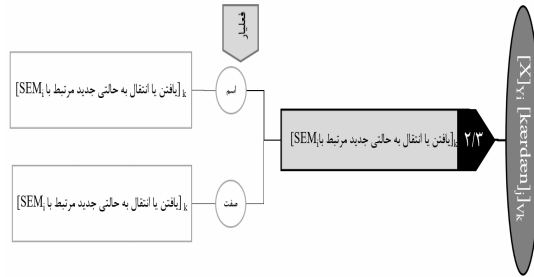 [X]Yi [kærdæn]j]Vk
۲/۳
[یافتن یا انتقال به حالتی جدید مرتبط با SEMi]k
فعلیار
اسم
[یافتن یا انتقال به حالتی جدید مرتبط با SEMi]k
صفت
[یافتن یا انتقال به حالتی جدید مرتبط با SEMi]k